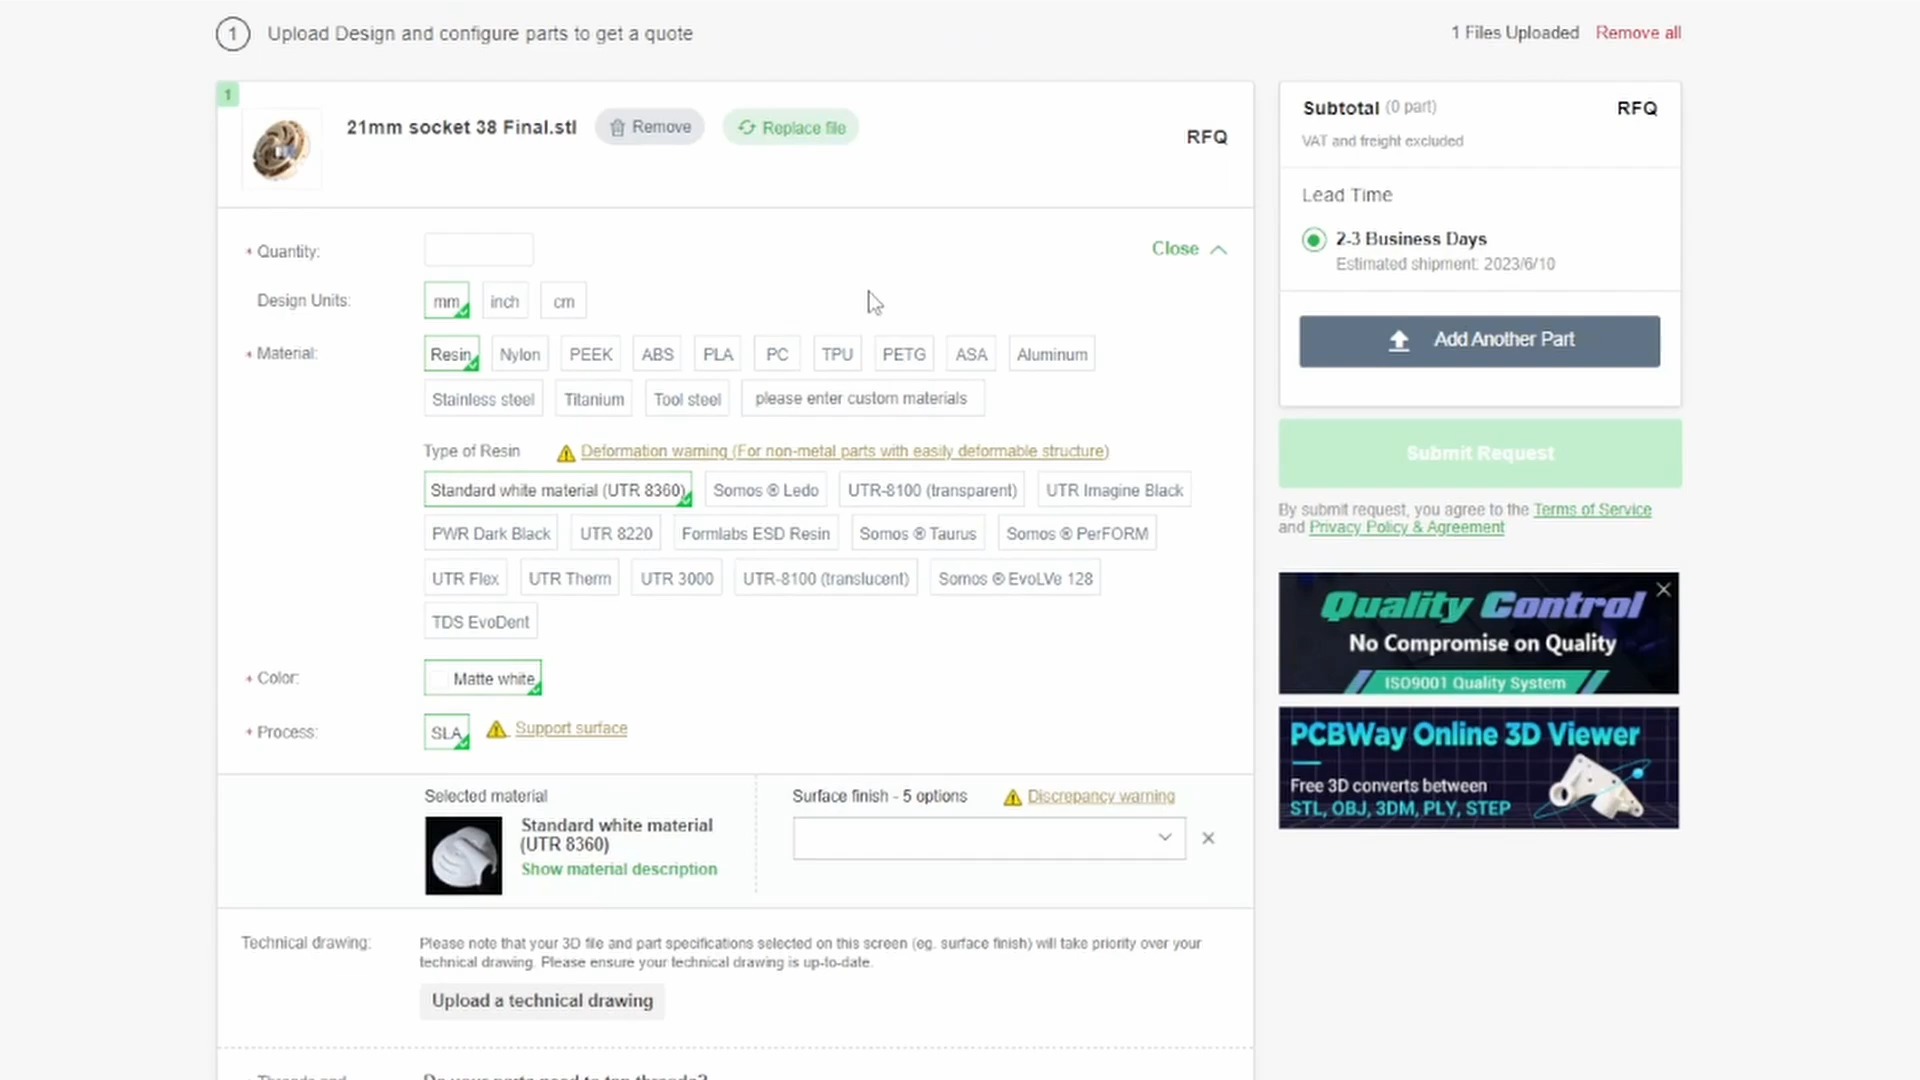 1 Upload Design and configure parts to get a quote
1 Files Uploaded Remove all
1
21mm socket 38 Final.stl Remove Replace file
RFQ
* Quantity:
Close
Design Units: mm inch cm
* Material: Resin Nylon PEEK ABS PLA PC TPU PETG ASA Aluminum
Stainless steel Titanium Tool steel please enter custom materials
Type of Resin Deformation warning (For non-metal parts with easily deformable structure)
Standard white material (UTR 8360) Somos ® Ledo UTR-8100 (transparent) UTR Imagine Black
PWR Dark Black UTR 8220 Formlabs ESD Resin Somos ® Taurus Somos ® PerFORM
UTR Flex UTR Therm UTR 3000 UTR-8100 (translucent) Somos ® EvoLVe 128
TDS EvoDent
* Color: Matte white
* Process: SLA Support surface
Selected material
Standard white material
(UTR 8360)
Show material description
Surface finish - 5 options Discrepancy warning
Technical drawing: Please note that your 3D file and part specifications selected on this screen (eg. surface finish) will take priority over your
technical drawing. Please ensure your technical drawing is up-to-date.
Upload a technical drawing
Subtotal (0 part) RFQ
VAT and freight excluded
Lead Time
2-3 Business Days
Estimated shipment: 2023/6/10
Add Another Part
Submit Request
By submit request, you agree to the Terms of Service
and Privacy Policy & Agreement
Quality Control
No Compromise on Quality
ISO9001 Quality System
PCBWay Online 3D Viewer
Free 3D converts between
STL, OBJ, 3DM, PLY, STEP